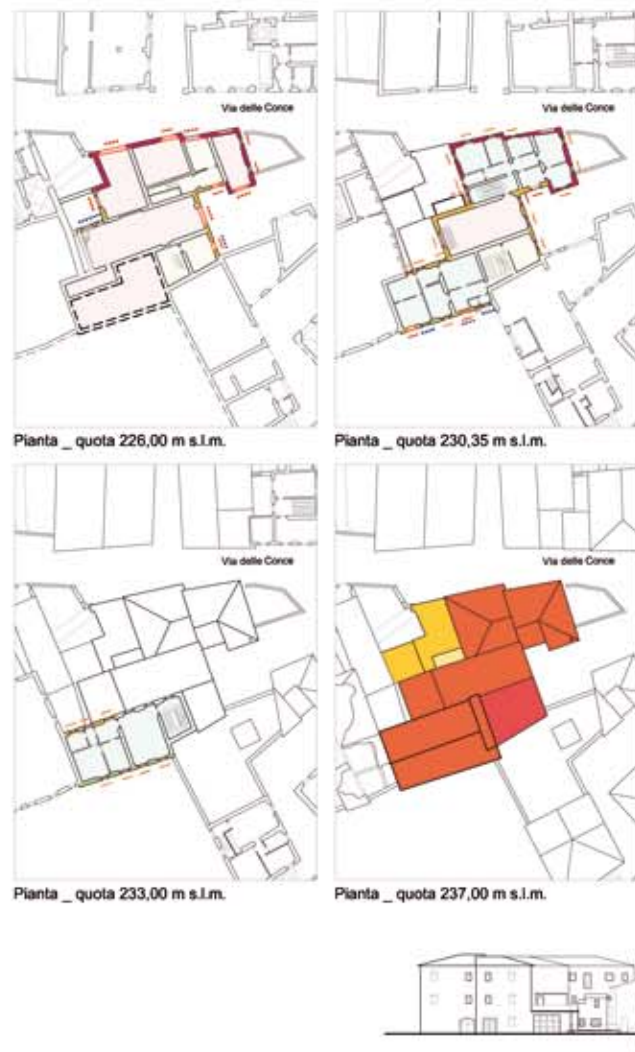 Via delle Conce
Via delle Conce
Pianta _ quota 226,00 m s.l.m.
Pianta _ quota 230,35 m s.l.m.
Via delle Conce
Via delle Conce
Pianta _ quota 233,00 m s.l.m.
Pianta _ quota 237,00 m s.l.m.